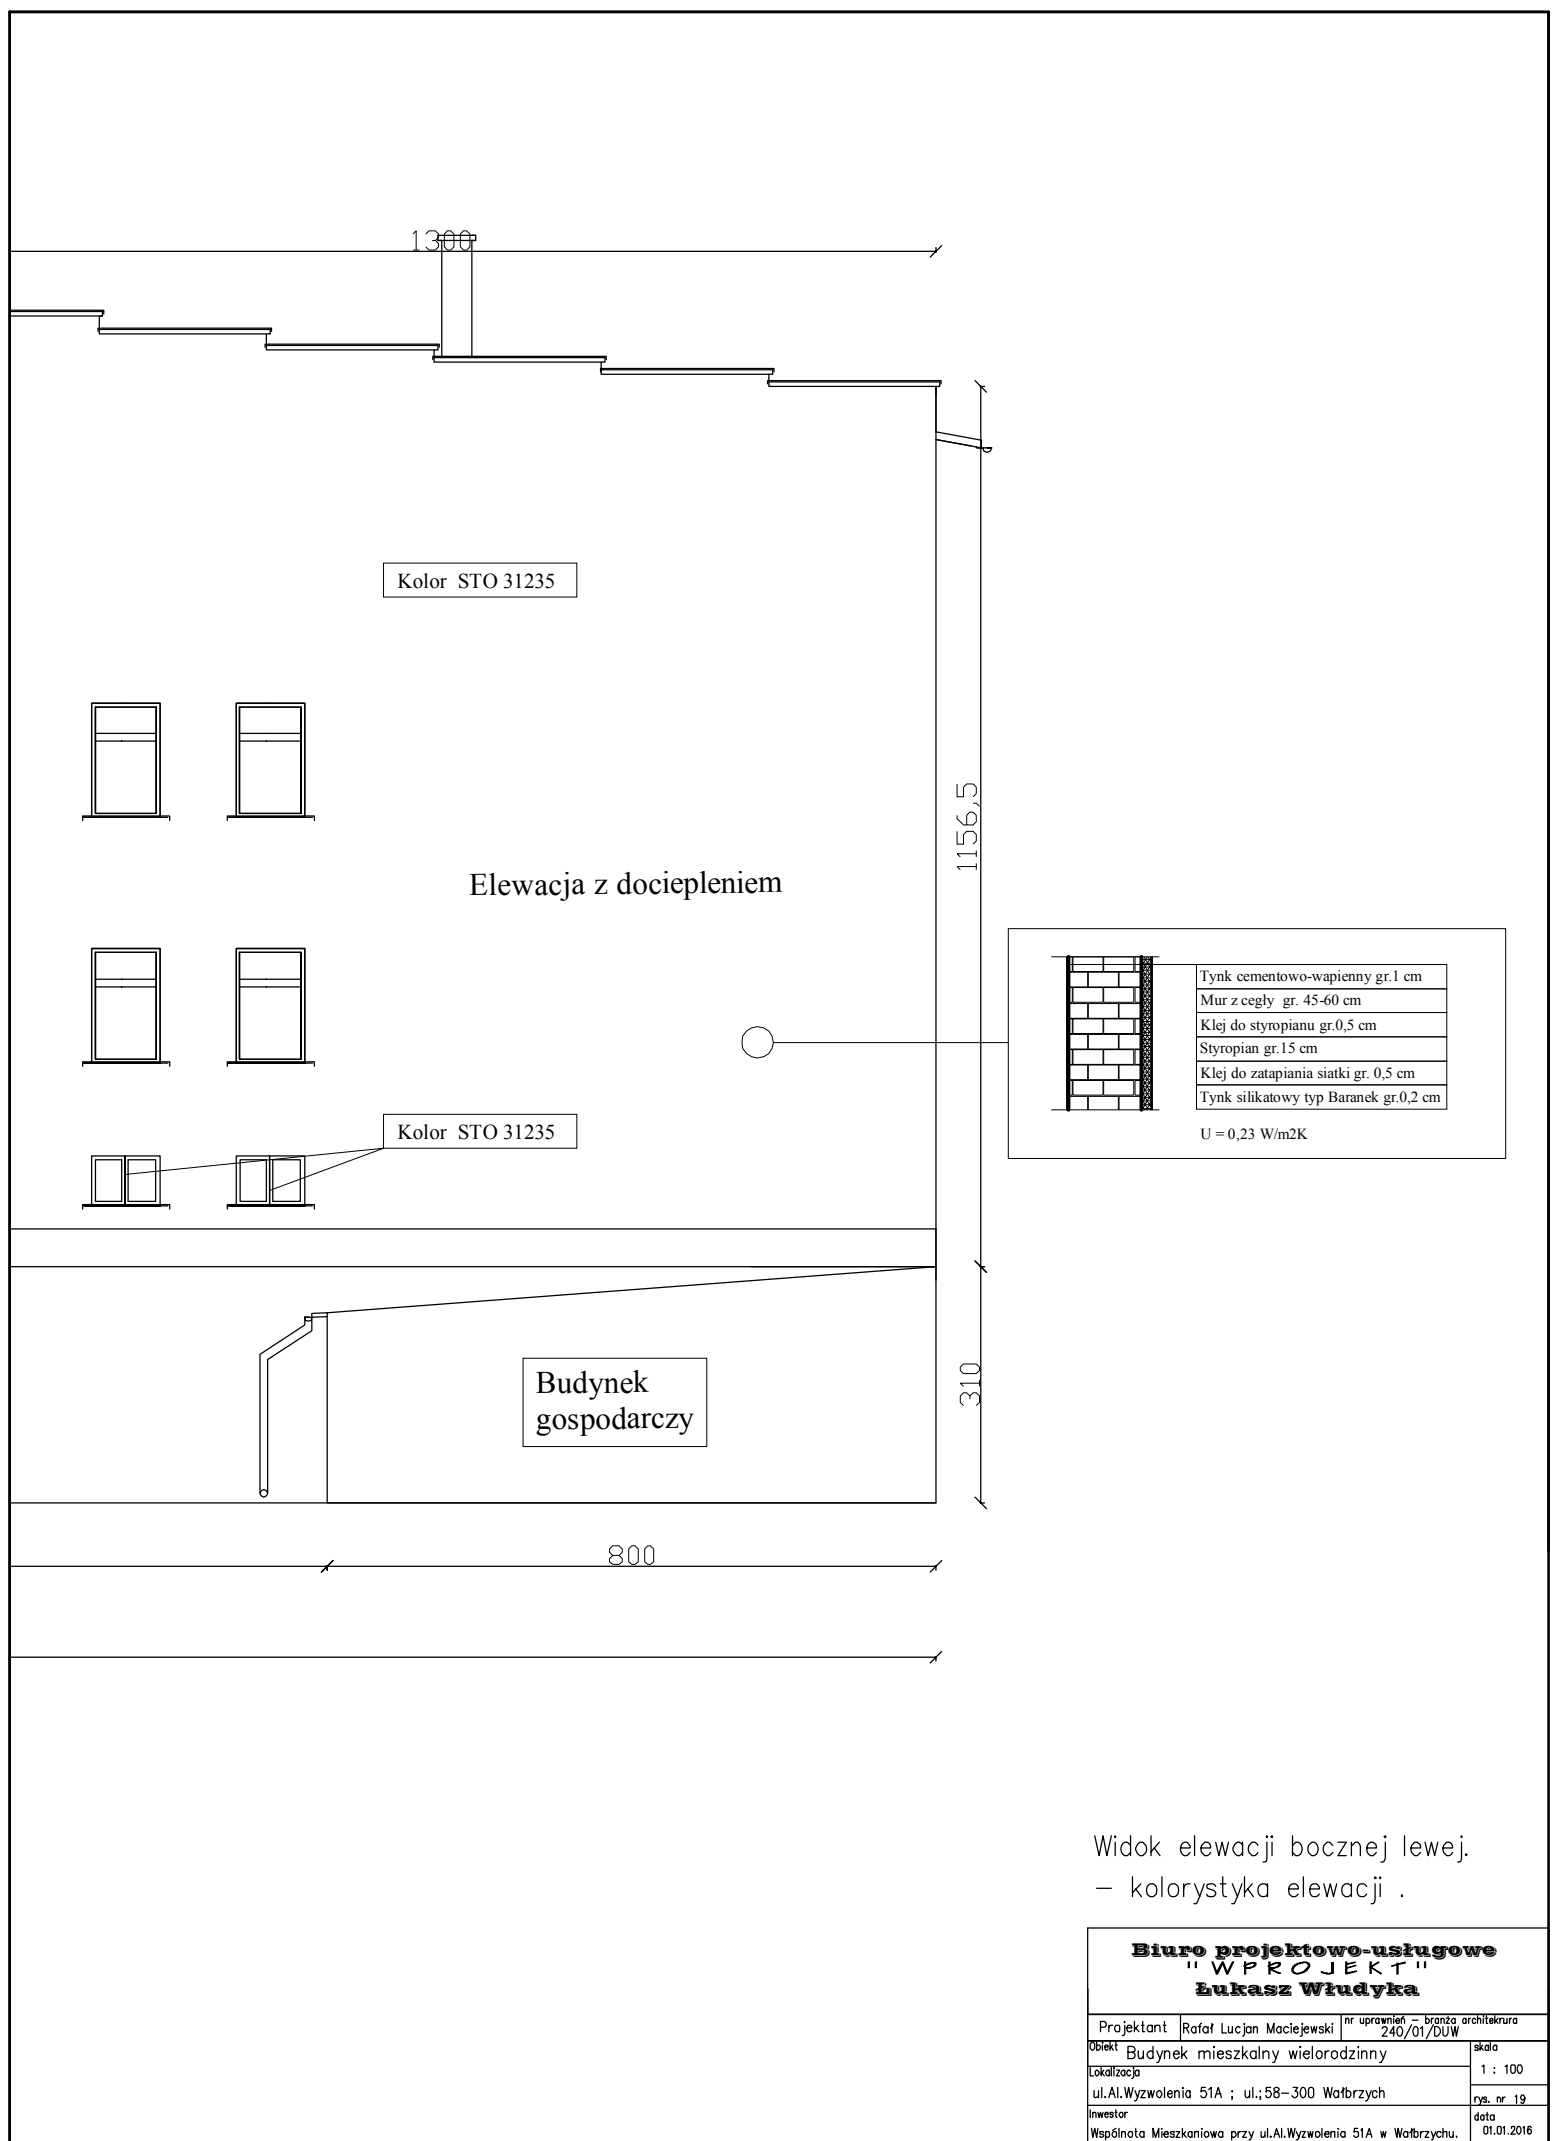 1300
Kolor STO 31235
1156,5
Elewacja z dociepleniem
Tynk cementowo-wapienny gr.1 cm
Mur z cegły gr. 45-60 cm
Klej do styropianu gr.0,5 cm
Styropian gr.15 cm
Klej do zatapiania siatki gr. 0,5 cm
Tynk silikatowy typ Baranek gr.0,2 cm
U = 0,23 W/m2K
Kolor STO 31235
310
Budynek
gospodarczy
800
Widok elewacji bocznej lewej.
– kolorystyka elewacji .
Biuro projektowo-usługowe
"WPROJEKT"
Łukasz Włudyka
Projektant Rafał Lucjan Maciejewski nr uprawnień – branża architekrura
240/01/DUW
Obiekt Budynek mieszkalny wielorodzinny
skala
1 : 100
Lokalizacja
ul.Al.Wyzwolenia 51A ; ul.;58–300 Wałbrzych
rys. nr 19
Inwestor
Wspólnota Mieszkaniowa przy ul.Al.Wyzwolenia 51A w Wałbrzychu.
data
01.01.2016